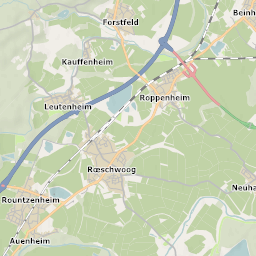 Forstfeld
Beinh
Kauffenheim
Leutenheim
Roppenheim
Rœschwoog
Neuha
Rountzenheim
Auenheim